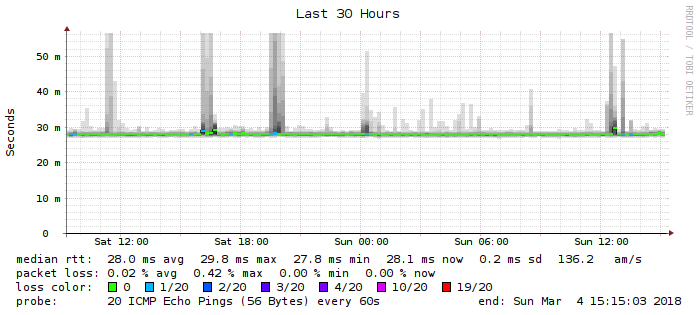 Last 30 Hours
RRDTOOL / TOBI OETIKER
Seconds
50 m
40 m
30 m
20 m
10 m
0
Sat 12:00 Sat 18:00 Sun 00:00 Sun 06:00 Sun 12:00
median rtt: 28.0 ms avg 29.8 ms max 27.8 ms min 28.1 ms now 0.2 ms sd 136.2 am/s
packet loss: 0.02 % avg 0.42 % max 0.00 % min 0.00 % now
loss color: 0 1/20 2/20 3/20 4/20 10/20 19/20
probe: 20 ICMP Echo Pings (56 Bytes) every 60s end: Sun Mar 4 15:15:03 2018